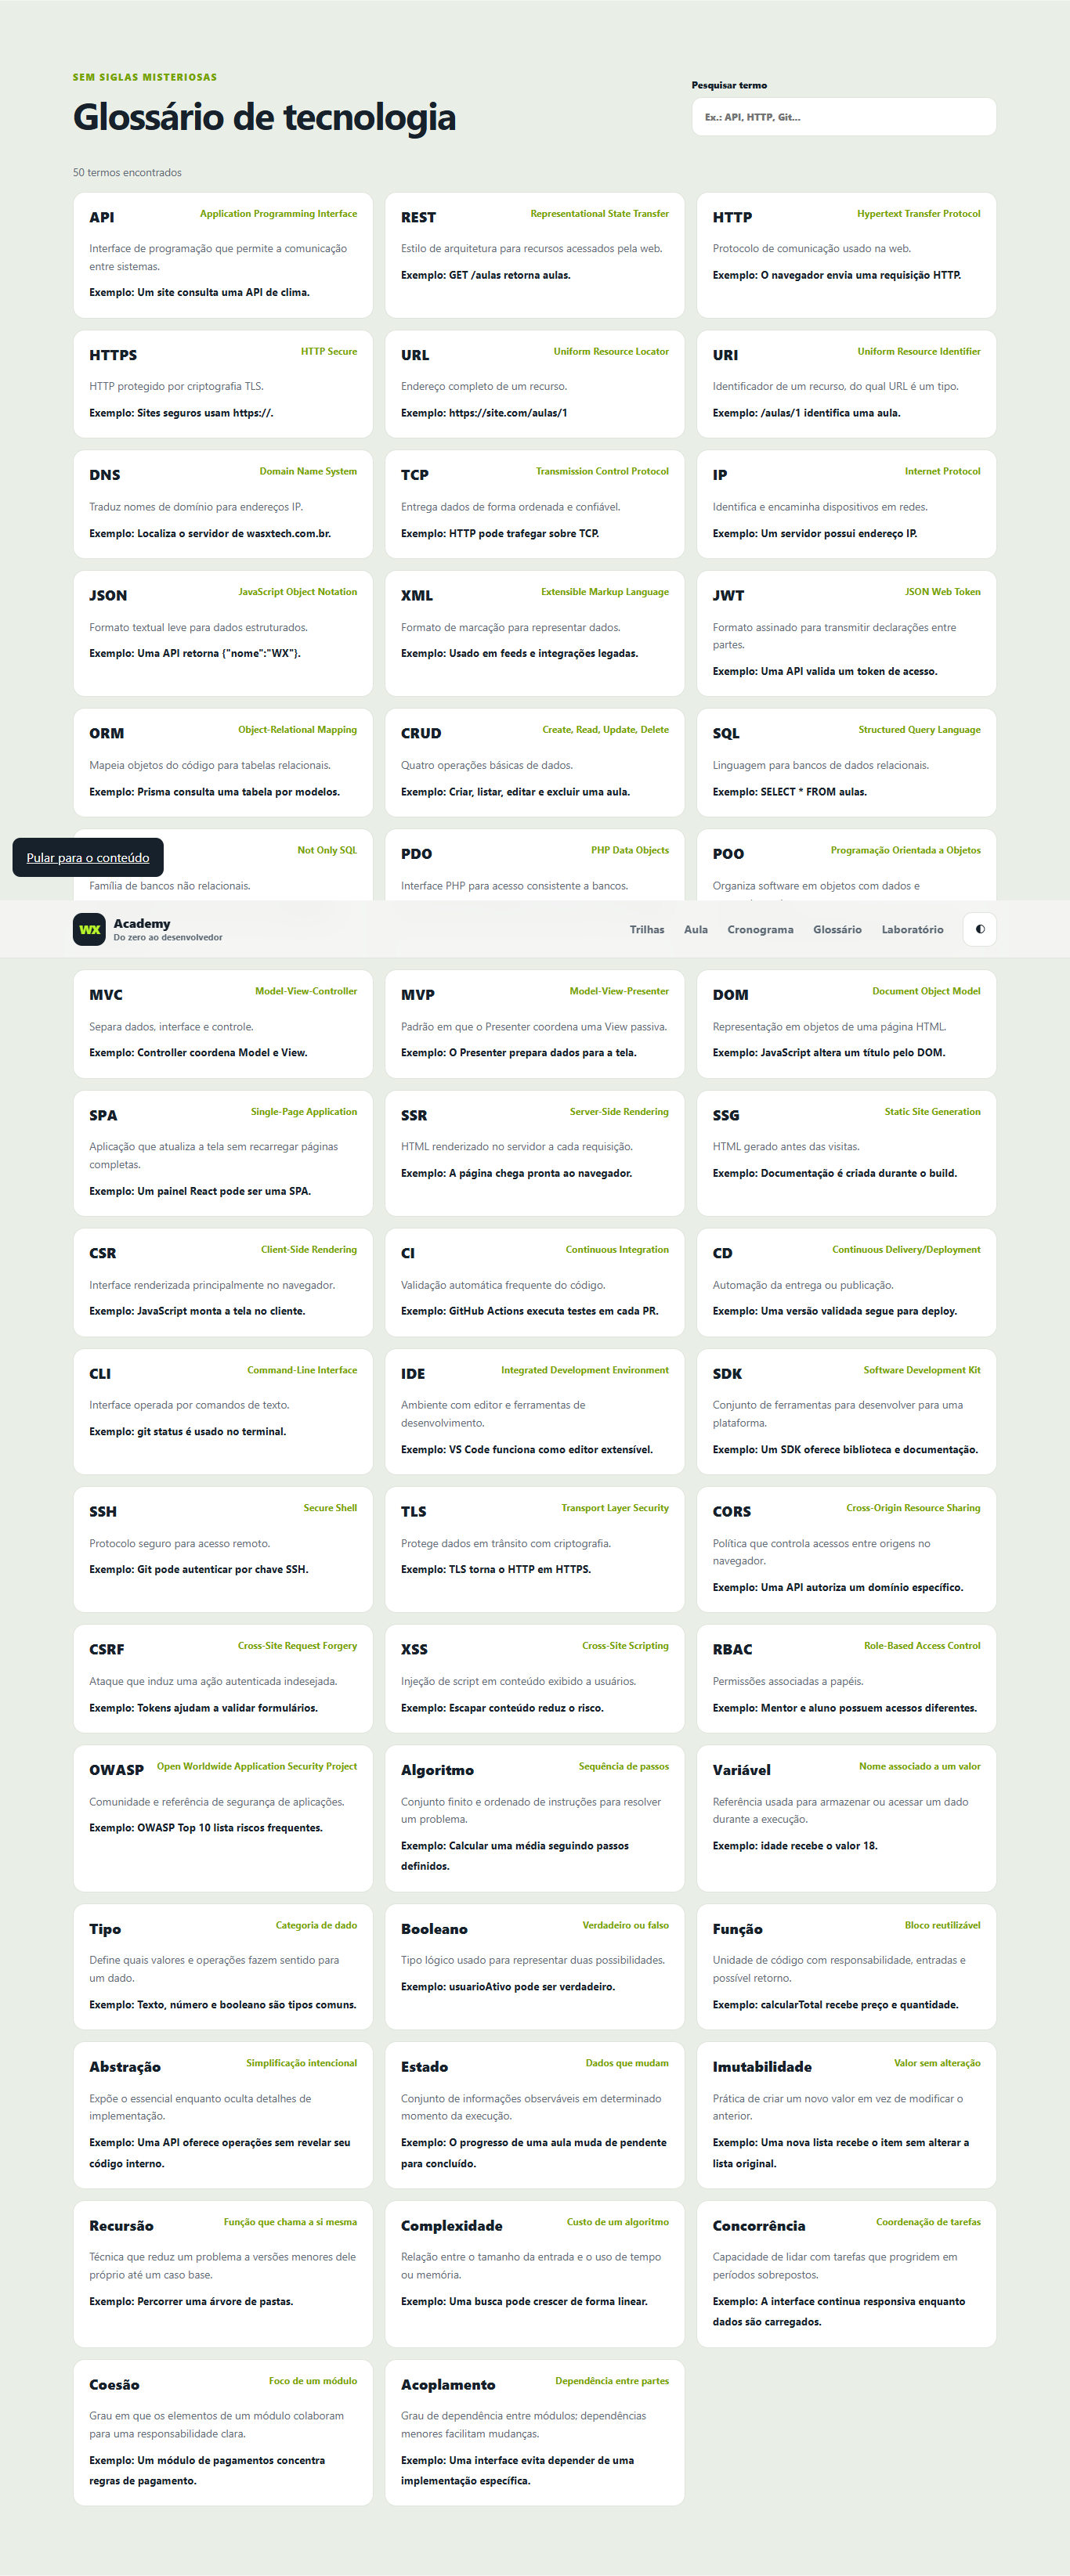 SEM SIGLAS MISTERIOSAS
Glossário de tecnologia
Pesquisar termo
Ex.: API, HTTP, Git...
50 termos encontrados
API
Application Programming Interface
Interface de programação que permite a comunicação
entre sistemas.
Exemplo: Um site consulta uma API de clima.
REST
Representational State Transfer
Estilo de arquitetura para recursos acessados pela web.
Exemplo: GET /aulas retorna aulas.
HTTP
Hypertext Transfer Protocol
Protocolo de comunicação usado na web.
Exemplo: O navegador envia uma requisição HTTP.
HTTPS
HTTP Secure
HTTP protegido por criptografia TLS.
Exemplo: Sites seguros usam https://.
URL
Uniform Resource Locator
Endereço completo de um recurso.
Exemplo: https://site.com/aulas/1
URI
Uniform Resource Identifier
Identificador de um recurso, do qual URL é um tipo.
Exemplo: /aulas/1 identifica uma aula.
DNS
Domain Name System
Traduz nomes de domínio para endereços IP.
Exemplo: Localiza o servidor de wasxtech.com.br.
TCP
Transmission Control Protocol
Entrega dados de forma ordenada e confiável.
Exemplo: HTTP pode trafegar sobre TCP.
IP
Internet Protocol
Identifica e encaminha dispositivos em redes.
Exemplo: Um servidor possui endereço IP.
JSON
JavaScript Object Notation
Formato textual leve para dados estruturados.
Exemplo: Uma API retorna {"nome":"WX"}.
XML
Extensible Markup Language
Formato de marcação para representar dados.
Exemplo: Usado em feeds e integrações legadas.
JWT
JSON Web Token
Formato assinado para transmitir declarações entre
partes.
Exemplo: Uma API valida um token de acesso.
ORM
Object-Relational Mapping
Mapeia objetos do código para tabelas relacionais.
Exemplo: Prisma consulta uma tabela por modelos.
CRUD
Create, Read, Update, Delete
Quatro operações básicas de dados.
Exemplo: Criar, listar, editar e excluir uma aula.
SQL
Structured Query Language
Linguagem para bancos de dados relacionais.
Exemplo: SELECT * FROM aulas.
Pular para o conteúdo
Not Only SQL
Família de bancos não relacionais.
PDO
PHP Data Objects
Interface PHP para acesso consistente a bancos.
POO
Programação Orientada a Objetos
Organiza software em objetos com dados e
WX
Academy
Do zero ao desenvolvedor
Trilhas
Aula
Cronograma
Glossário
Laboratório
MVC
Model-View-Controller
Separa dados, interface e controle.
Exemplo: Controller coordena Model e View.
MVP
Model-View-Presenter
Padrão em que o Presenter coordena uma View passiva.
Exemplo: O Presenter prepara dados para a tela.
DOM
Document Object Model
Representação em objetos de uma página HTML.
Exemplo: JavaScript altera um título pelo DOM.
SPA
Single-Page Application
Aplicação que atualiza a tela sem recarregar páginas
completas.
Exemplo: Um painel React pode ser uma SPA.
SSR
Server-Side Rendering
HTML renderizado no servidor a cada requisição.
Exemplo: A página chega pronta ao navegador.
SSG
Static Site Generation
HTML gerado antes das visitas.
Exemplo: Documentação é criada durante o build.
CSR
Client-Side Rendering
Interface renderizada principalmente no navegador.
Exemplo: JavaScript monta a tela no cliente.
CI
Continuous Integration
Validação automática frequente do código.
Exemplo: GitHub Actions executa testes em cada PR.
CD
Continuous Delivery/Deployment
Automação da entrega ou publicação.
Exemplo: Uma versão validada segue para deploy.
CLI
Command-Line Interface
Interface operada por comandos de texto.
Exemplo: git status é usado no terminal.
IDE
Integrated Development Environment
Ambiente com editor e ferramentas de
desenvolvimento.
Exemplo: VS Code funciona como editor extensível.
SDK
Software Development Kit
Conjunto de ferramentas para desenvolver para uma
plataforma.
Exemplo: Um SDK oferece biblioteca e documentação.
SSH
Secure Shell
Protocolo seguro para acesso remoto.
Exemplo: Git pode autenticar por chave SSH.
TLS
Transport Layer Security
Protege dados em trânsito com criptografia.
Exemplo: TLS torna o HTTP em HTTPS.
CORS
Cross-Origin Resource Sharing
Política que controla acessos entre origens no
navegador.
Exemplo: Uma API autoriza um domínio específico.
CSRF
Cross-Site Request Forgery
Ataque que induz uma ação autenticada indesejada.
Exemplo: Tokens ajudam a validar formulários.
XSS
Cross-Site Scripting
Injeção de script em conteúdo exibido a usuários.
Exemplo: Escapar conteúdo reduz o risco.
RBAC
Role-Based Access Control
Permissões associadas a papéis.
Exemplo: Mentor e aluno possuem acessos diferentes.
OWASP
Open Worldwide Application Security Project
Comunidade e referência de segurança de aplicações.
Exemplo: OWASP Top 10 lista riscos frequentes.
Algoritmo
Sequência de passos
Conjunto finito e ordenado de instruções para resolver
um problema.
Exemplo: Calcular uma média seguindo passos
definidos.
Variável
Nome associado a um valor
Referência usada para armazenar ou acessar um dado
durante a execução.
Exemplo: idade recebe o valor 18.
Tipo
Categoria de dado
Define quais valores e operações fazem sentido para
um dado.
Exemplo: Texto, número e booleano são tipos comuns.
Booleano
Verdadeiro ou falso
Tipo lógico usado para representar duas possibilidades.
Exemplo: usuarioAtivo pode ser verdadeiro.
Função
Bloco reutilizável
Unidade de código com responsabilidade, entradas e
possível retorno.
Exemplo: calcularTotal recebe preço e quantidade.
Abstração
Simplificação intencional
Expõe o essencial enquanto oculta detalhes de
implementação.
Exemplo: Uma API oferece operações sem revelar seu
código interno.
Estado
Dados que mudam
Conjunto de informações observáveis em determinado
momento da execução.
Exemplo: O progresso de uma aula muda de pendente
para concluído.
Imutabilidade
Valor sem alteração
Prática de criar um novo valor em vez de modificar o
anterior.
Exemplo: Uma nova lista recebe o item sem alterar a
lista original.
Recursão
Função que chama a si mesma
Técnica que reduz um problema a versões menores dele
próprio até um caso base.
Exemplo: Percorrer uma árvore de pastas.
Complexidade
Custo de um algoritmo
Relação entre o tamanho da entrada e o uso de tempo
ou memória.
Exemplo: Uma busca pode crescer de forma linear.
Concorrência
Coordenação de tarefas
Capacidade de lidar com tarefas que progridem em
períodos sobrepostos.
Exemplo: A interface continua responsiva enquanto
dados são carregados.
Coesão
Foco de um módulo
Grau em que os elementos de um módulo colaboram
para uma responsabilidade clara.
Exemplo: Um módulo de pagamentos concentra
regras de pagamento.
Acoplamento
Dependência entre partes
Grau de dependência entre módulos; dependências
menores facilitam mudanças.
Exemplo: Uma interface evita depender de uma
implementação específica.